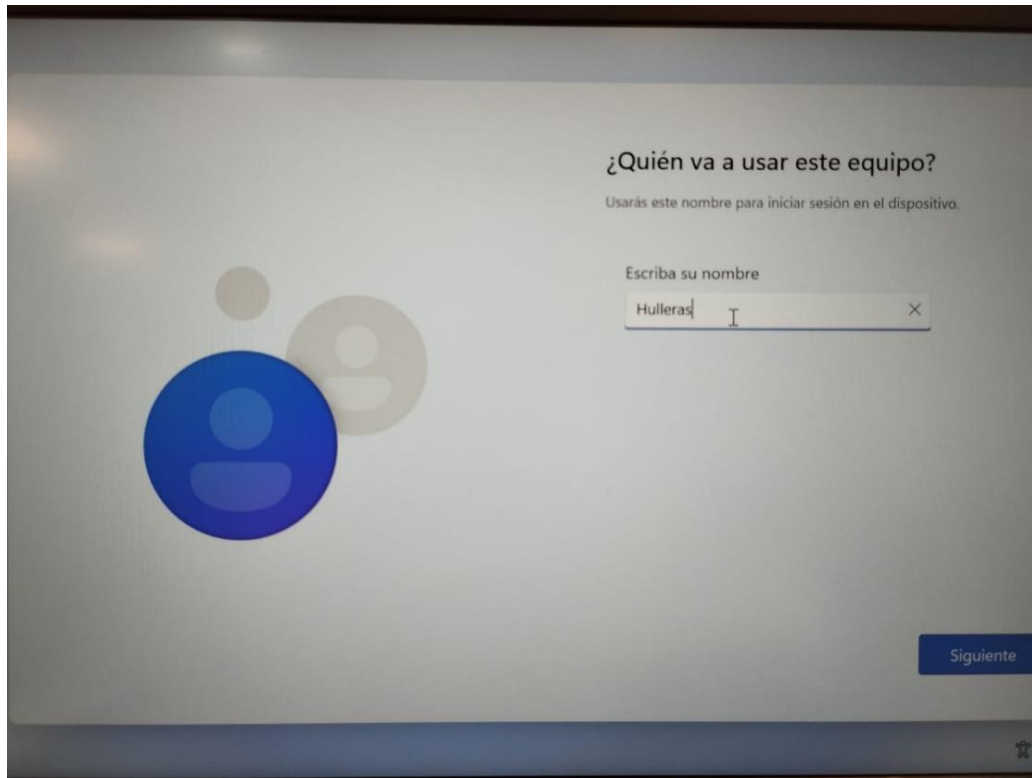 ¿Quién va a usar este equipo?
Usarás este nombre para iniciar sesión en el dispositivo.
Escriba su nombre
Hulleras
Siguiente